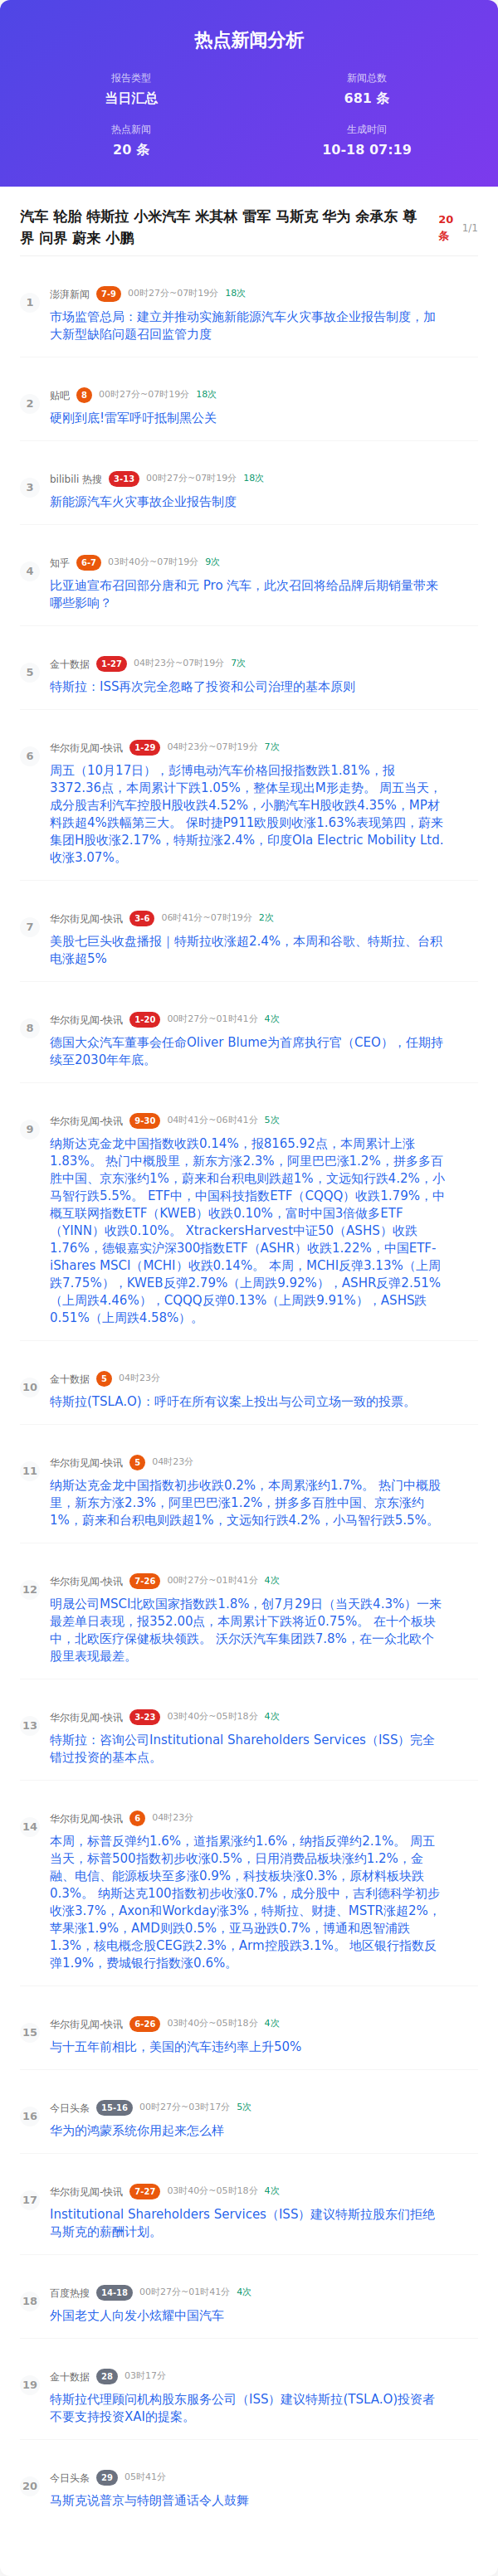 热点新闻分析
报告类型
当日汇总
新闻总数
681 条
热点新闻
20 条
生成时间
10-18 07:19
汽车 轮胎 特斯拉 小米汽车 米其林 雷军 马斯克 华为 余承东 尊
界 问界 蔚来 小鹏
20
条
1/1
1
澎湃新闻 7-9 00时27分~07时19分 18次
市场监管总局：建立并推动实施新能源汽车火灾事故企业报告制度，加
大新型缺陷问题召回监管力度
2
贴吧 8 00时27分~07时19分 18次
硬刚到底!雷军呼吁抵制黑公关
3
bilibili 热搜 3-13 00时27分~07时19分 18次
新能源汽车火灾事故企业报告制度
4
知乎 6-7 03时40分~07时19分 9次
比亚迪宣布召回部分唐和元 Pro 汽车，此次召回将给品牌后期销量带来
哪些影响？
5
金十数据 1-27 04时23分~07时19分 7次
特斯拉：ISS再次完全忽略了投资和公司治理的基本原则
6
华尔街见闻-快讯 1-29 04时23分~07时19分 7次
周五（10月17日），彭博电动汽车价格回报指数跌1.81%，报
3372.36点，本周累计下跌1.05%，整体呈现出M形走势。 周五当天，
成分股吉利汽车控股H股收跌4.52%，小鹏汽车H股收跌4.35%，MP材
料跌超4%跌幅第三大。 保时捷P911欧股则收涨1.63%表现第四，蔚来
集团H股收涨2.17%，特斯拉涨2.4%，印度Ola Electric Mobility Ltd.
收涨3.07%。
7
华尔街见闻-快讯 3-6 06时41分~07时19分 2次
美股七巨头收盘播报｜特斯拉收涨超2.4%，本周和谷歌、特斯拉、台积
电涨超5%
8
华尔街见闻-快讯 1-20 00时27分~01时41分 4次
德国大众汽车董事会任命Oliver Blume为首席执行官（CEO），任期持
续至2030年年底。
9
华尔街见闻-快讯 9-30 04时41分~06时41分 5次
纳斯达克金龙中国指数收跌0.14%，报8165.92点，本周累计上涨
1.83%。 热门中概股里，新东方涨2.3%，阿里巴巴涨1.2%，拼多多百
胜中国、京东涨约1%，蔚来和台积电则跌超1%，文远知行跌4.2%，小
马智行跌5.5%。 ETF中，中国科技指数ETF（CQQQ）收跌1.79%，中
概互联网指数ETF（KWEB）收跌0.10%，富时中国3倍做多ETF
（YINN）收跌0.10%。 XtrackersHarvest中证50（ASHS）收跌
1.76%，德银嘉实沪深300指数ETF（ASHR）收跌1.22%，中国ETF-
iShares MSCI（MCHI）收跌0.14%。 本周，MCHI反弹3.13%（上周
跌7.75%），KWEB反弹2.79%（上周跌9.92%），ASHR反弹2.51%
（上周跌4.46%），CQQQ反弹0.13%（上周跌9.91%），ASHS跌
0.51%（上周跌4.58%）。
10
金十数据 5 04时23分
特斯拉(TSLA.O)：呼吁在所有议案上投出与公司立场一致的投票。
11
华尔街见闻-快讯 5 04时23分
纳斯达克金龙中国指数初步收跌0.2%，本周累涨约1.7%。 热门中概股
里，新东方涨2.3%，阿里巴巴涨1.2%，拼多多百胜中国、京东涨约
1%，蔚来和台积电则跌超1%，文远知行跌4.2%，小马智行跌5.5%。
12
华尔街见闻-快讯 7-26 00时27分~01时41分 4次
明晟公司MSCI北欧国家指数跌1.8%，创7月29日（当天跌4.3%）一来
最差单日表现，报352.00点，本周累计下跌将近0.75%。 在十个板块
中，北欧医疗保健板块领跌。 沃尔沃汽车集团跌7.8%，在一众北欧个
股里表现最差。
13
华尔街见闻-快讯 3-23 03时40分~05时18分 4次
特斯拉：咨询公司Institutional Shareholders Services（ISS）完全
错过投资的基本点。
14
华尔街见闻-快讯 6 04时23分
本周，标普反弹约1.6%，道指累涨约1.6%，纳指反弹约2.1%。 周五
当天，标普500指数初步收涨0.5%，日用消费品板块涨约1.2%，金
融、电信、能源板块至多涨0.9%，科技板块涨0.3%，原材料板块跌
0.3%。 纳斯达克100指数初步收涨0.7%，成分股中，吉利德科学初步
收涨3.7%，Axon和Workday涨3%，特斯拉、财捷、MSTR涨超2%，
苹果涨1.9%，AMD则跌0.5%，亚马逊跌0.7%，博通和恩智浦跌
1.3%，核电概念股CEG跌2.3%，Arm控股跌3.1%。 地区银行指数反
弹1.9%，费城银行指数涨0.6%。
15
华尔街见闻-快讯 6-26 03时40分~05时18分 4次
与十五年前相比，美国的汽车违约率上升50%
16
今日头条 15-16 00时27分~03时17分 5次
华为的鸿蒙系统你用起来怎么样
17
华尔街见闻-快讯 7-27 03时40分~05时18分 4次
Institutional Shareholders Services（ISS）建议特斯拉股东们拒绝
马斯克的薪酬计划。
18
百度热搜 14-18 00时27分~01时41分 4次
外国老丈人向发小炫耀中国汽车
19
金十数据 28 03时17分
特斯拉代理顾问机构股东服务公司（ISS）建议特斯拉(TSLA.O)投资者
不要支持投资XAI的提案。
20
今日头条 29 05时41分
马斯克说普京与特朗普通话令人鼓舞